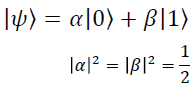 |ψ⟩ = α|0⟩ + β|1⟩
|α|² = |β|² = 1/2